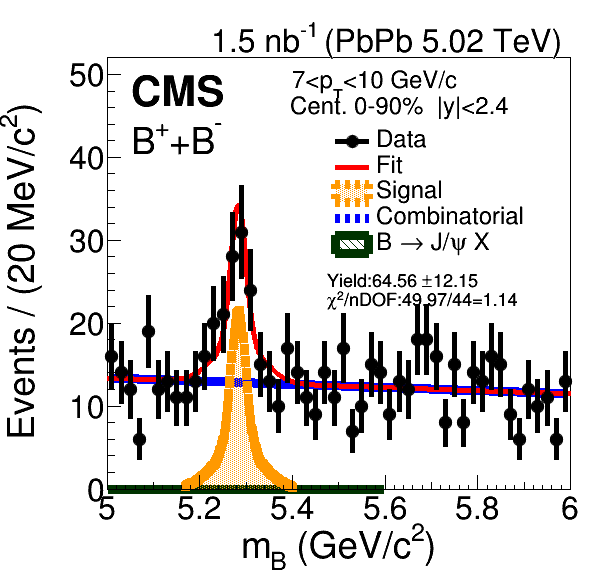 1.5 nb⁻¹ (PbPb 5.02 TeV)
CMS
7<p_T<10 GeV/c
Cent. 0-90% |y|<2.4
B⁺+B⁻
Data
Fit
Signal
Combinatorial
B → J/ψ X
Yield:64.56 ±12.15
χ²/nDOF:49.97/44=1.14
Events / (20 MeV/c²)
50
40
30
20
10
0
5 5.2 5.4 5.6 5.8 6
m_B (GeV/c²)